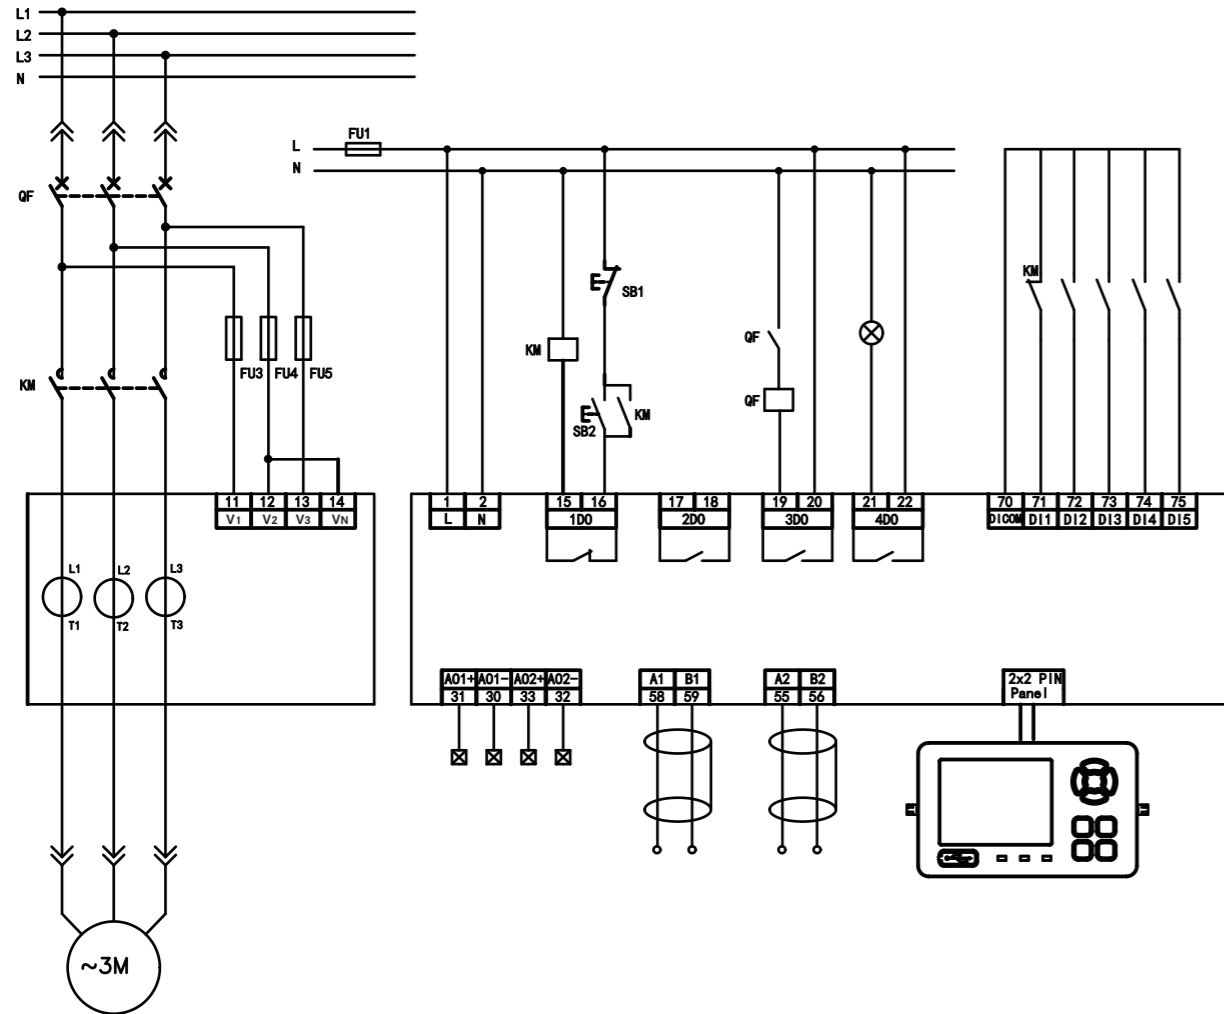 L1
L2
L3
N
FU1
L
N
QF
SB1
KM
KM
QF
KM
FU3
FU4
FU5
QF
SB2
KM
11 12 13 14
V1 V2 V3 VN
1 2
L N
15 16
1DO
17 18
2DO
19 20
3DO
21 22
4DO
70 71 72 73 74 75
DICOM DI1 DI2 DI3 DI4 DI5
L1 L2 L3
T1 T2 T3
AO1+ AO1- AO2+ AO2-
31 30 33 32
A1 B1
58 59
A2 B2
55 56
2x2 PIN
Panel
~3M